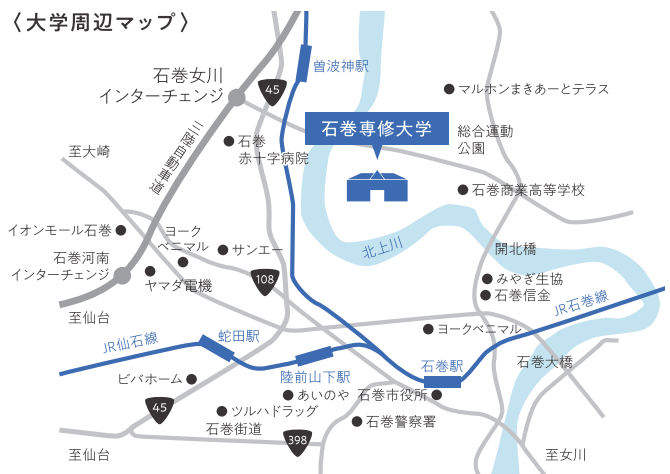 〈大学周辺マップ〉
石巻女川
インターチェンジ
45
曽波神駅
マルホンまきあーとテラス
石巻専修大学
総合運動
公園
三陸自動車道
石巻
赤十字病院
至大崎
石巻商業高等学校
イオンモール石巻
ヨーク
ベニマル
サンエー
北上川
開北橋
石巻河南
インターチェンジ
ヤマダ電機
108
みやぎ生協
石巻信金
JR石巻線
至仙台
JR仙石線
蛇田駅
ヨークベニマル
陸前山下駅
石巻駅
石巻大橋
ビバホーム
あいのや
石巻市役所
45
ツルハドラッグ
石巻街道
398
石巻警察署
至仙台
至女川